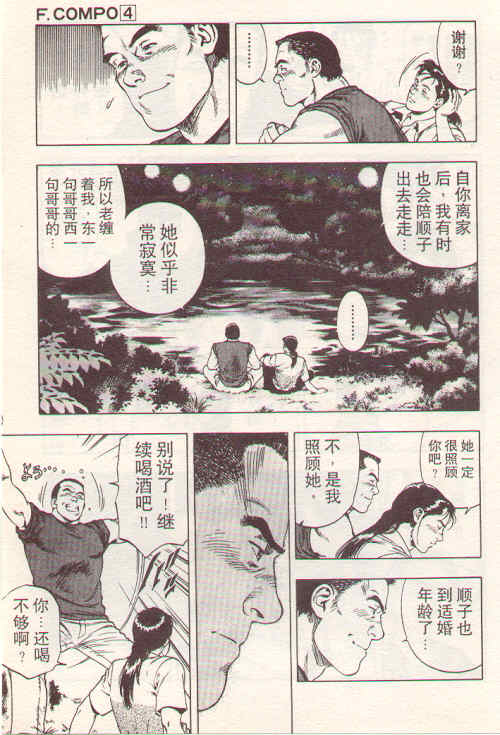 F.COMPO 4
谢谢?
………
自你离家
后,我有时
也会陪顺子
出去走走…
………
她似乎非
常寂寞…
所以老缠
着我,东一
句哥哥西一
句哥哥的…
她一定
很照顾
你吧?
不,是我
照顾她。
顺子也
到适婚
年龄了…
别说了!继
续喝酒吧!!
你…还喝
不够啊?